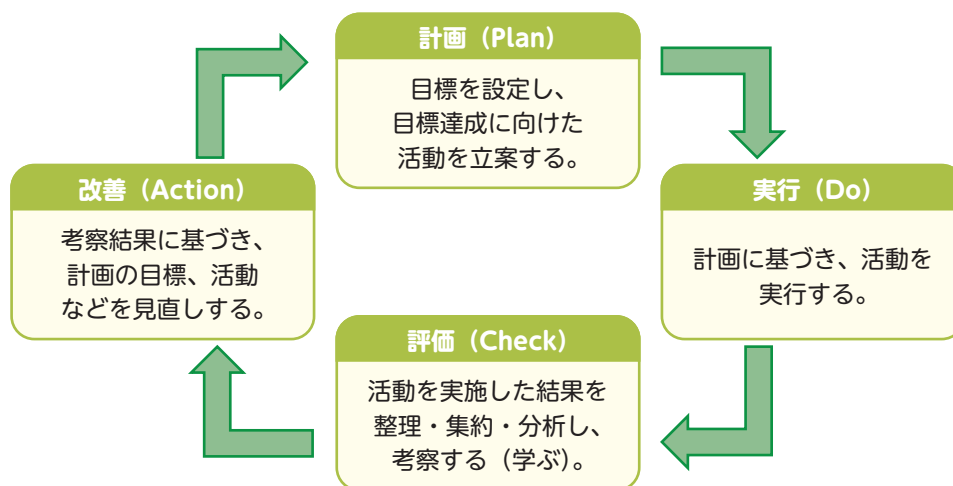 計画（Plan）
目標を設定し、
目標達成に向けた
活動を立案する。
実行（Do）
計画に基づき、活動を
実行する。
評価（Check）
活動を実施した結果を
整理・集約・分析し、
考察する（学ぶ）。
改善（Action）
考察結果に基づき、
計画の目標、活動
などを見直しする。